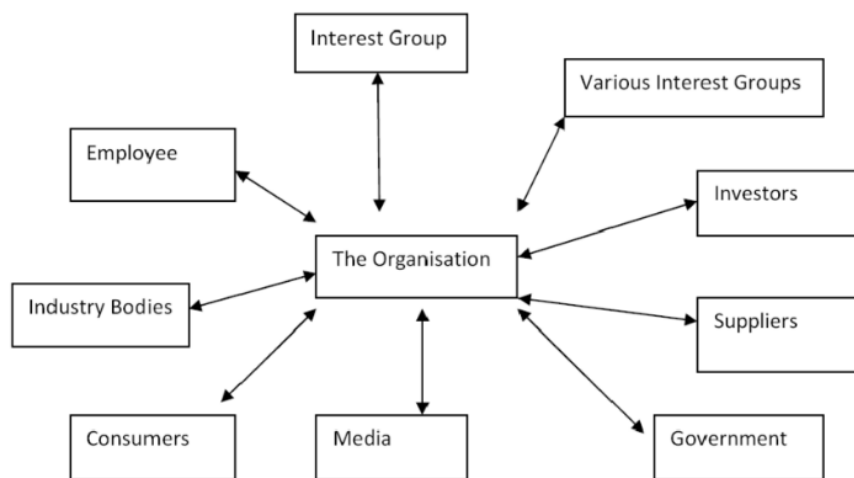 Interest Group
Various Interest Groups
Employee
Investors
The Organisation
Industry Bodies
Suppliers
Consumers
Media
Government